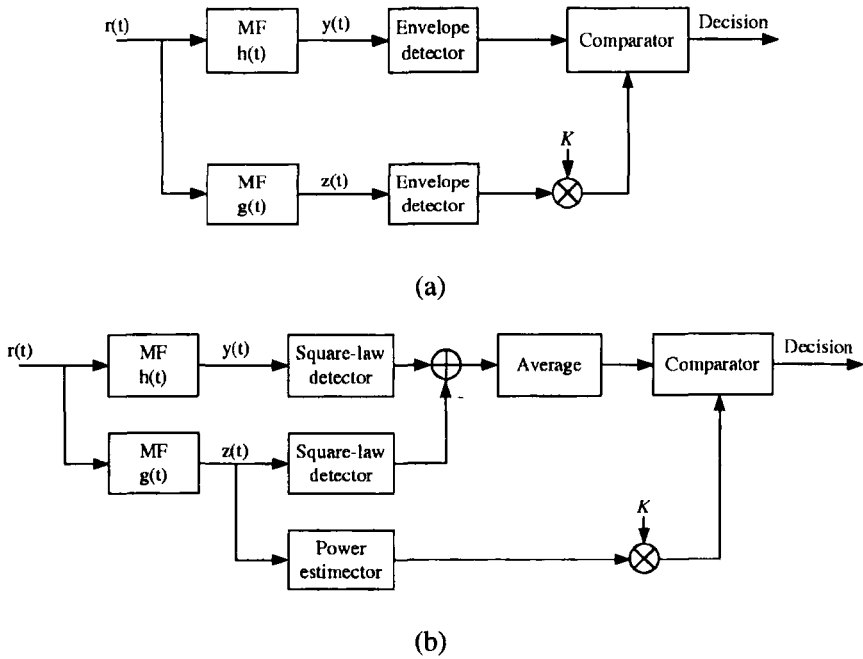 r(t)
MF
h(t)
y(t)
Envelope
detector
Comparator
Decision
K
MF
g(t)
z(t)
Envelope
detector
(a)
r(t)
MF
h(t)
y(t)
Square-law
detector
Average
Comparator
Decision
-
MF
g(t)
z(t)
Square-law
detector
K
Power
estimector
(b)